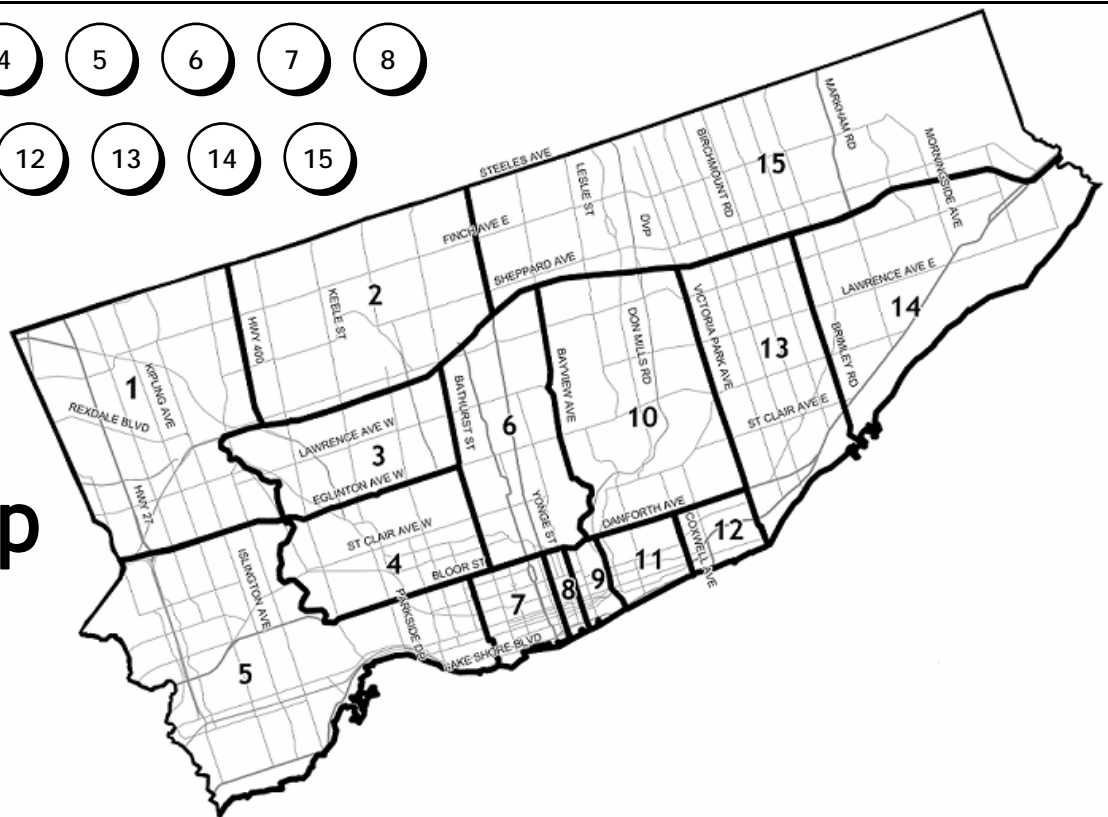 4 5 6 7 8
12 13 14 15
STEELES AVE
MARKHAM RD
BIRCHMOUNT RD
MORNINGSIDE AVE
LESLIE ST
15
DVP
FINCH AVE E
SHEPPARD AVE
2
KEELE ST
HWY 400
LAWRENCE AVE E
14
VICTORIA PARK AVE
DON MILLS RD
BRIMLEY RD
13
1
KIPLING AVE
REXDALE BLVD
BATHURST ST
BAYVIEW AVE
6
10
ST CLAIR AVE E
LAWRENCE AVE W
3
EGLINTON AVE W
HWY 27
p
YONGE ST
DANFORTH AVE
COXWELL AVE
12
ST CLAIR AVE W
4
BLOOR ST
11
ISLINGTON AVE
PARKSIDE DR
7
8
9
LAKE SHORE BLVD
5